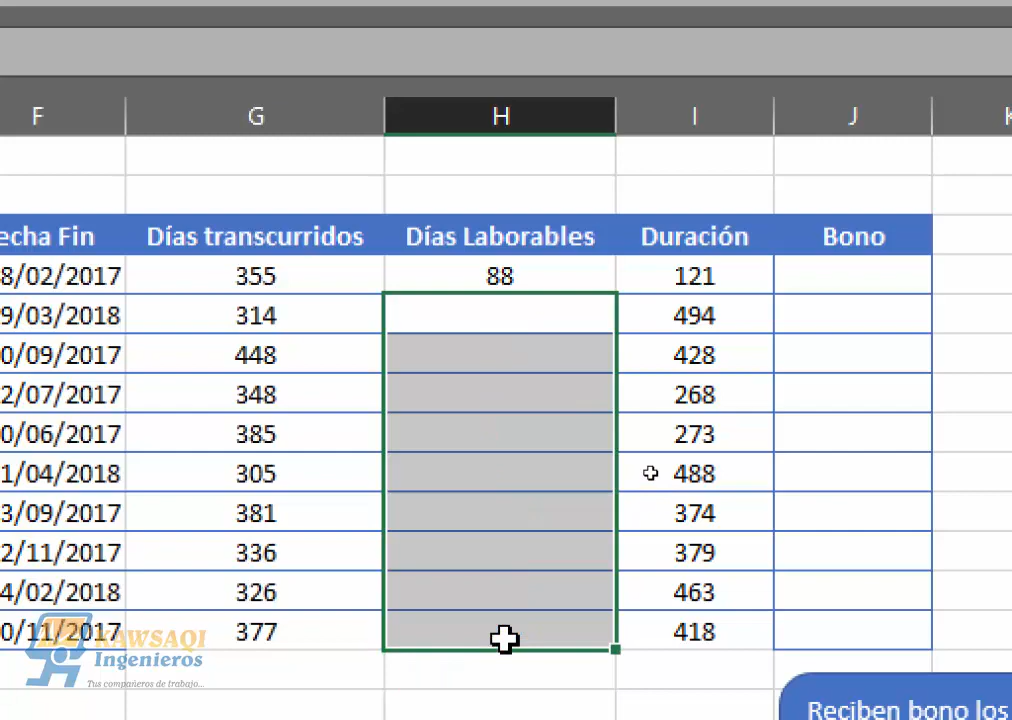 F G H I J K
echa Fin Días transcurridos Días Laborables Duración Bono
8/02/2017 355 88 121
9/03/2018 314 494
0/09/2017 448 428
2/07/2017 348 268
0/06/2017 385 273
1/04/2018 305 488
3/09/2017 381 374
2/11/2017 336 379
4/02/2018 326 463
0/11/2017 377 418
KAWSAQI
Ingenieros
Tus compañeros de trabajo...
Reciben bono los